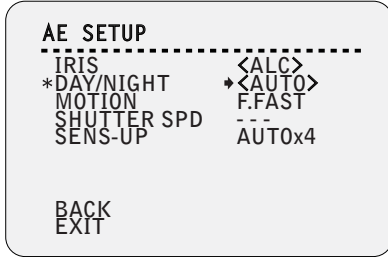 AE SETUP
IRIS <ALC>
*DAY/NIGHT <AUTO>
MOTION F.FAST
SHUTTER SPD ---
SENS-UP AUTOx4
BACK
EXIT